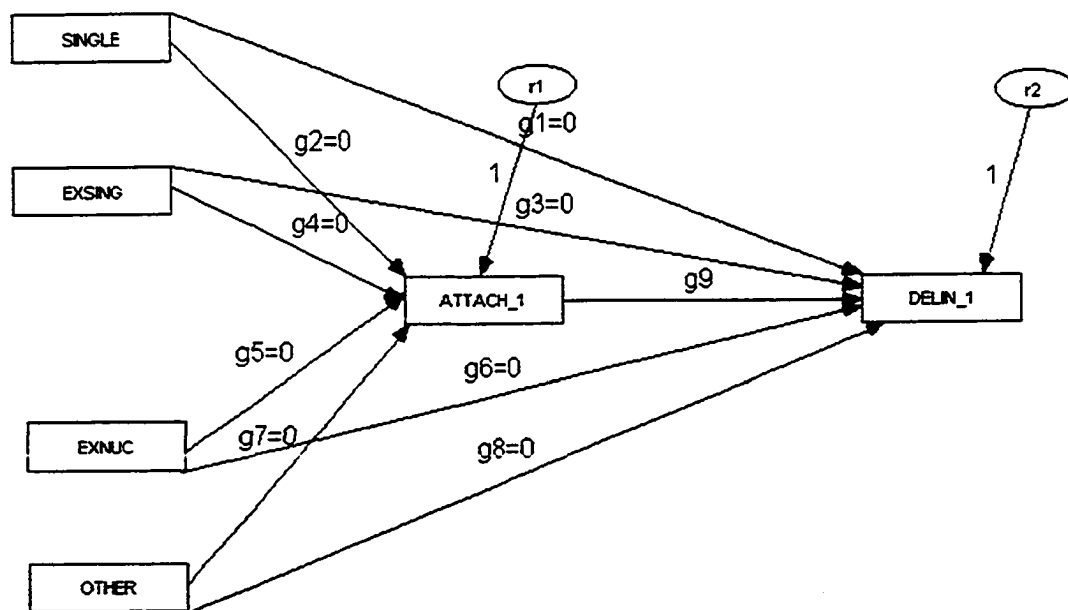 SINGLE
r1
r2
g1=0
g2=0
1
1
EXSING
g3=0
g4=0
g9
ATTACH_1
DELIN_1
g5=0
g6=0
EXNUC
g7=0
g8=0
OTHER